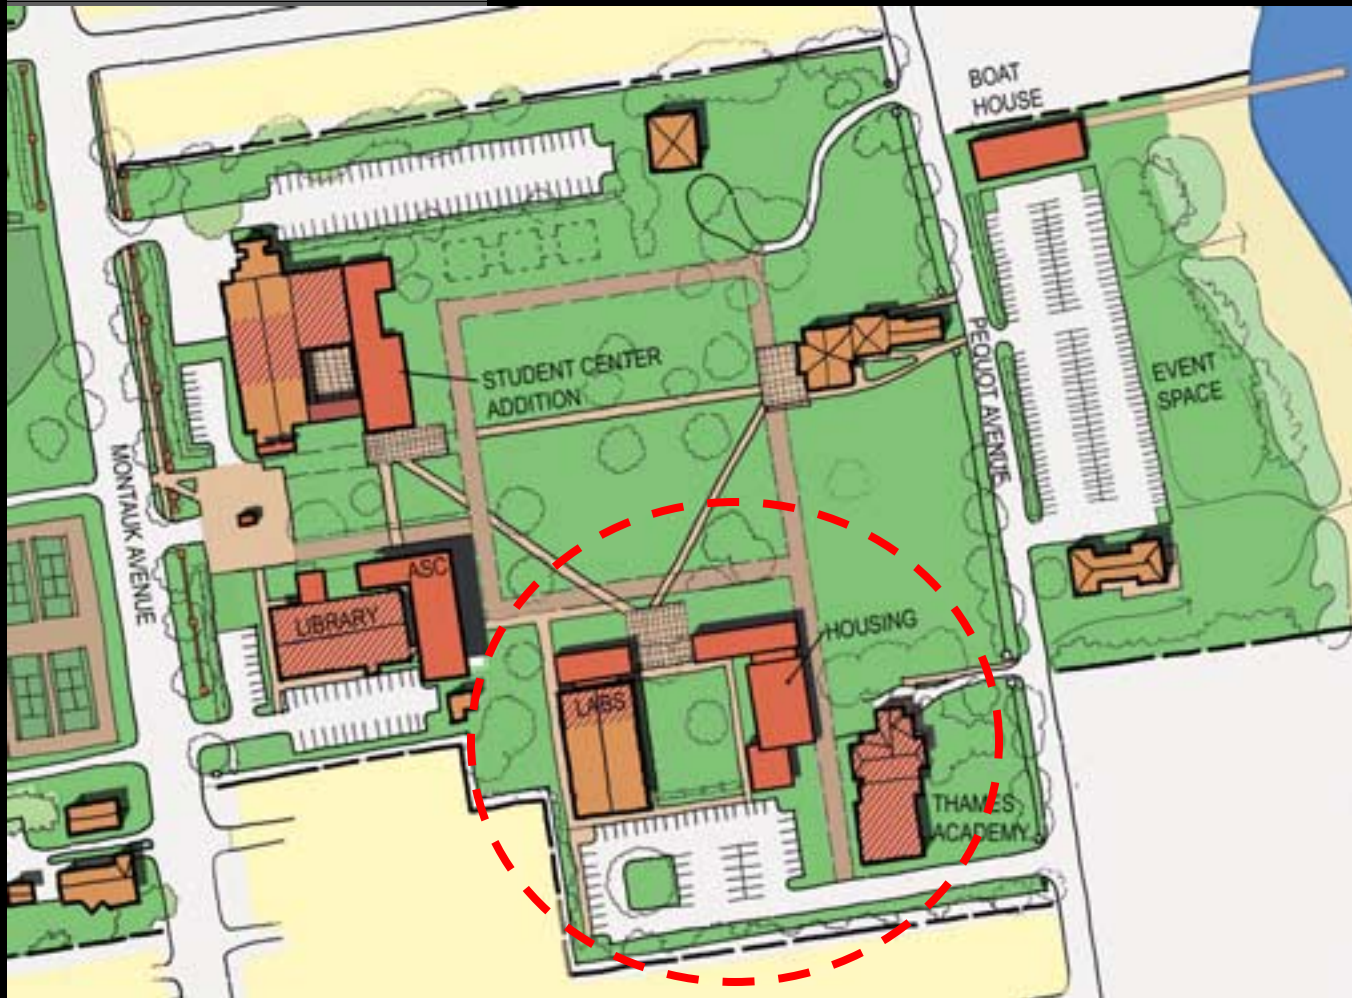 BOAT
HOUSE
STUDENT CENTER
ADDITION
PEQUOT AVENUE
EVENT
SPACE
MONTAUK AVENUE
ASC
LIBRARY
HOUSING
LABS
THAMES
ACADEMY